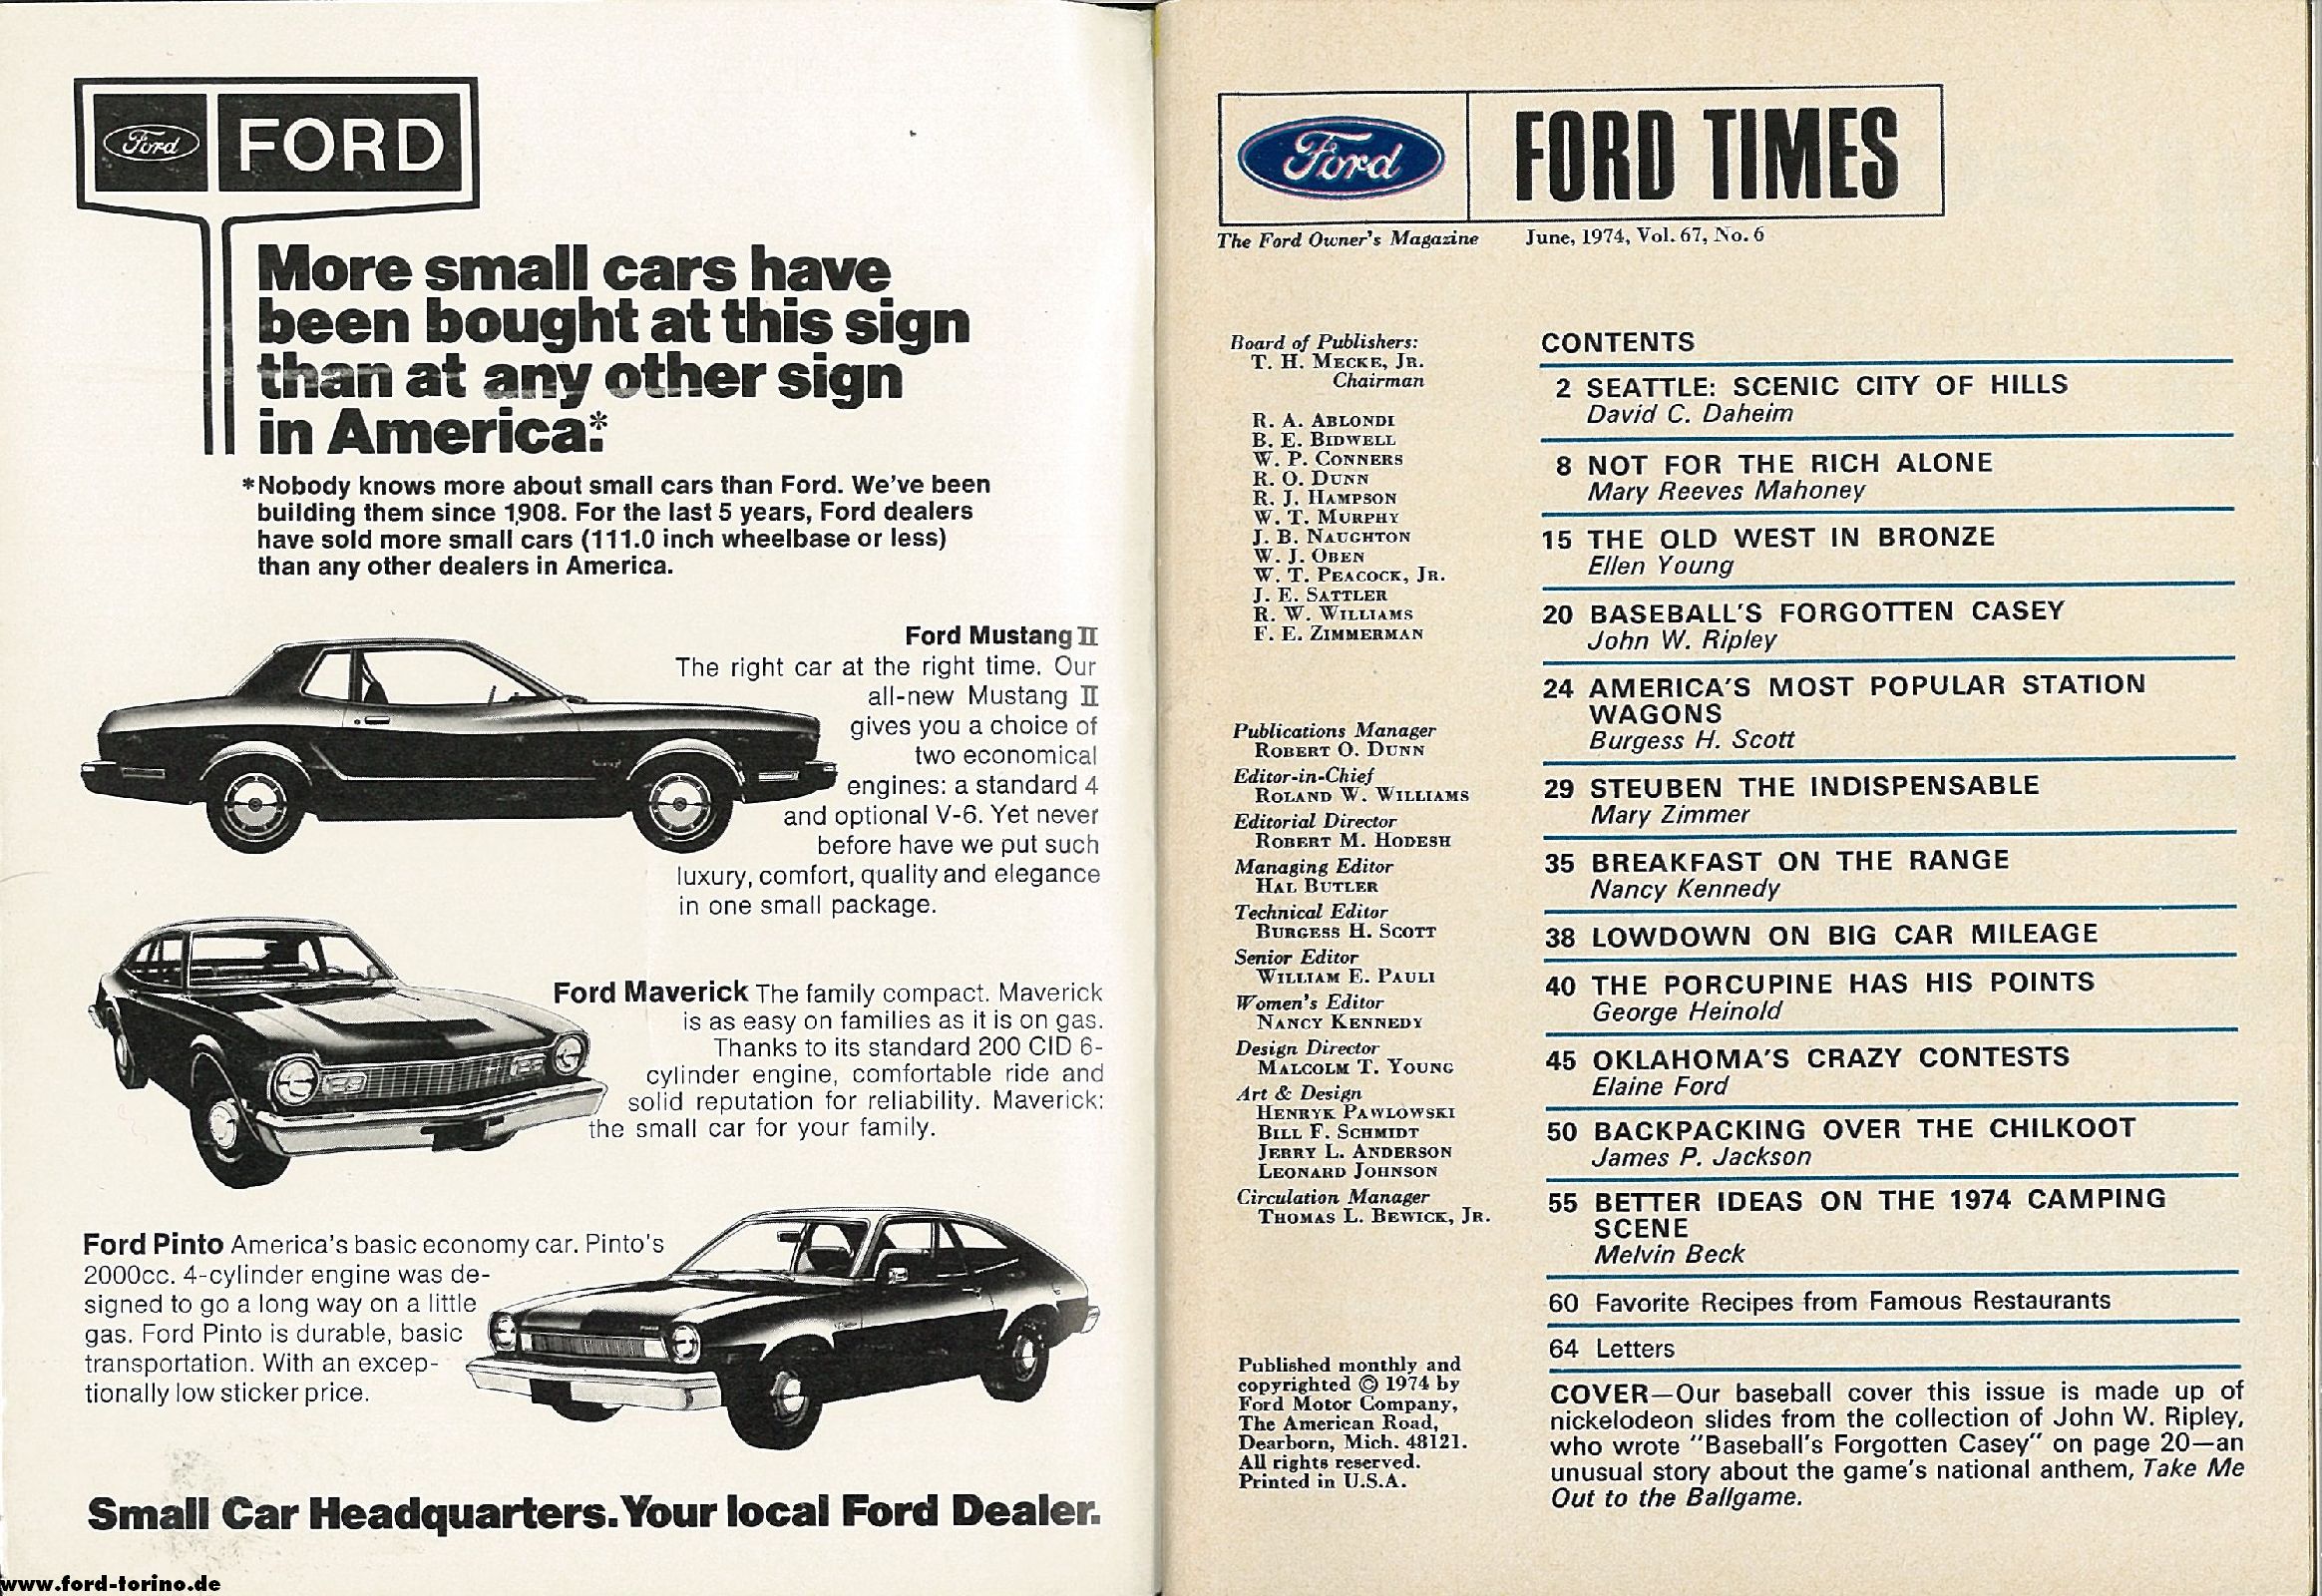 Ford FORD
More small cars have
been bought at this sign
than at any other sign
in America.*
*Nobody knows more about small cars than Ford. We've been
building them since 1908. For the last 5 years, Ford dealers
have sold more small cars (111.0 inch wheelbase or less)
than any other dealers in America.
Ford Mustang II
The right car at the right time. Our
all-new Mustang II
gives you a choice of
two economical
engines: a standard 4
and optional V-6. Yet never
before have we put such
luxury, comfort, quality and elegance
in one small package.
Ford Maverick The family compact. Maverick
is as easy on families as it is on gas.
Thanks to its standard 200 CID 6-
cylinder engine, comfortable ride and
solid reputation for reliability. Maverick:
the small car for your family.
Ford Pinto America's basic economy car. Pinto's
2000cc. 4-cylinder engine was de-
signed to go a long way on a little
gas. Ford Pinto is durable, basic
transportation. With an excep-
tionally low sticker price.
Small Car Headquarters. Your local Ford Dealer.
www.ford-torino.de
Ford FORD TIMES
The Ford Owner's Magazine June, 1974, Vol. 67, No. 6
Board of Publishers:
T. H. MECKE, JR.
Chairman
R. A. ABLONDI
B. E. BIDWELL
W. P. CONNERS
R. O. DUNN
R. J. HAMPSON
W. T. MURPHY
J. B. NAUGHTON
W. J. OBEN
W. T. PEACOCK, JR.
J. E. SATTLER
R. W. WILLIAMS
F. E. ZIMMERMAN
Publications Manager
ROBERT O. DUNN
Editor-in-Chief
ROLAND W. WILLIAMS
Editorial Director
ROBERT M. HODESH
Managing Editor
HAL BUTLER
Technical Editor
BURGESS H. SCOTT
Senior Editor
WILLIAM E. PAULI
Women's Editor
NANCY KENNEDY
Design Director
MALCOLM T. YOUNG
Art & Design
HENRYK PAWLOWSKI
BILL F. SCHMIDT
JERRY L. ANDERSON
LEONARD JOHNSON
Circulation Manager
THOMAS L. BEWICK, JR.
Published monthly and
copyrighted © 1974 by
Ford Motor Company,
The American Road,
Dearborn, Mich. 48121.
All rights reserved.
Printed in U.S.A.
CONTENTS
2 SEATTLE: SCENIC CITY OF HILLS
David C. Daheim
8 NOT FOR THE RICH ALONE
Mary Reeves Mahoney
15 THE OLD WEST IN BRONZE
Ellen Young
20 BASEBALL'S FORGOTTEN CASEY
John W. Ripley
24 AMERICA'S MOST POPULAR STATION
WAGONS
Burgess H. Scott
29 STEUBEN THE INDISPENSABLE
Mary Zimmer
35 BREAKFAST ON THE RANGE
Nancy Kennedy
38 LOWDOWN ON BIG CAR MILEAGE
40 THE PORCUPINE HAS HIS POINTS
George Heinold
45 OKLAHOMA'S CRAZY CONTESTS
Elaine Ford
50 BACKPACKING OVER THE CHILKOOT
James P. Jackson
55 BETTER IDEAS ON THE 1974 CAMPING
SCENE
Melvin Beck
60 Favorite Recipes from Famous Restaurants
64 Letters
COVER—Our baseball cover this issue is made up of
nickelodeon slides from the collection of John W. Ripley,
who wrote "Baseball's Forgotten Casey" on page 20—an
unusual story about the game's national anthem, Take Me
Out to the Ballgame.